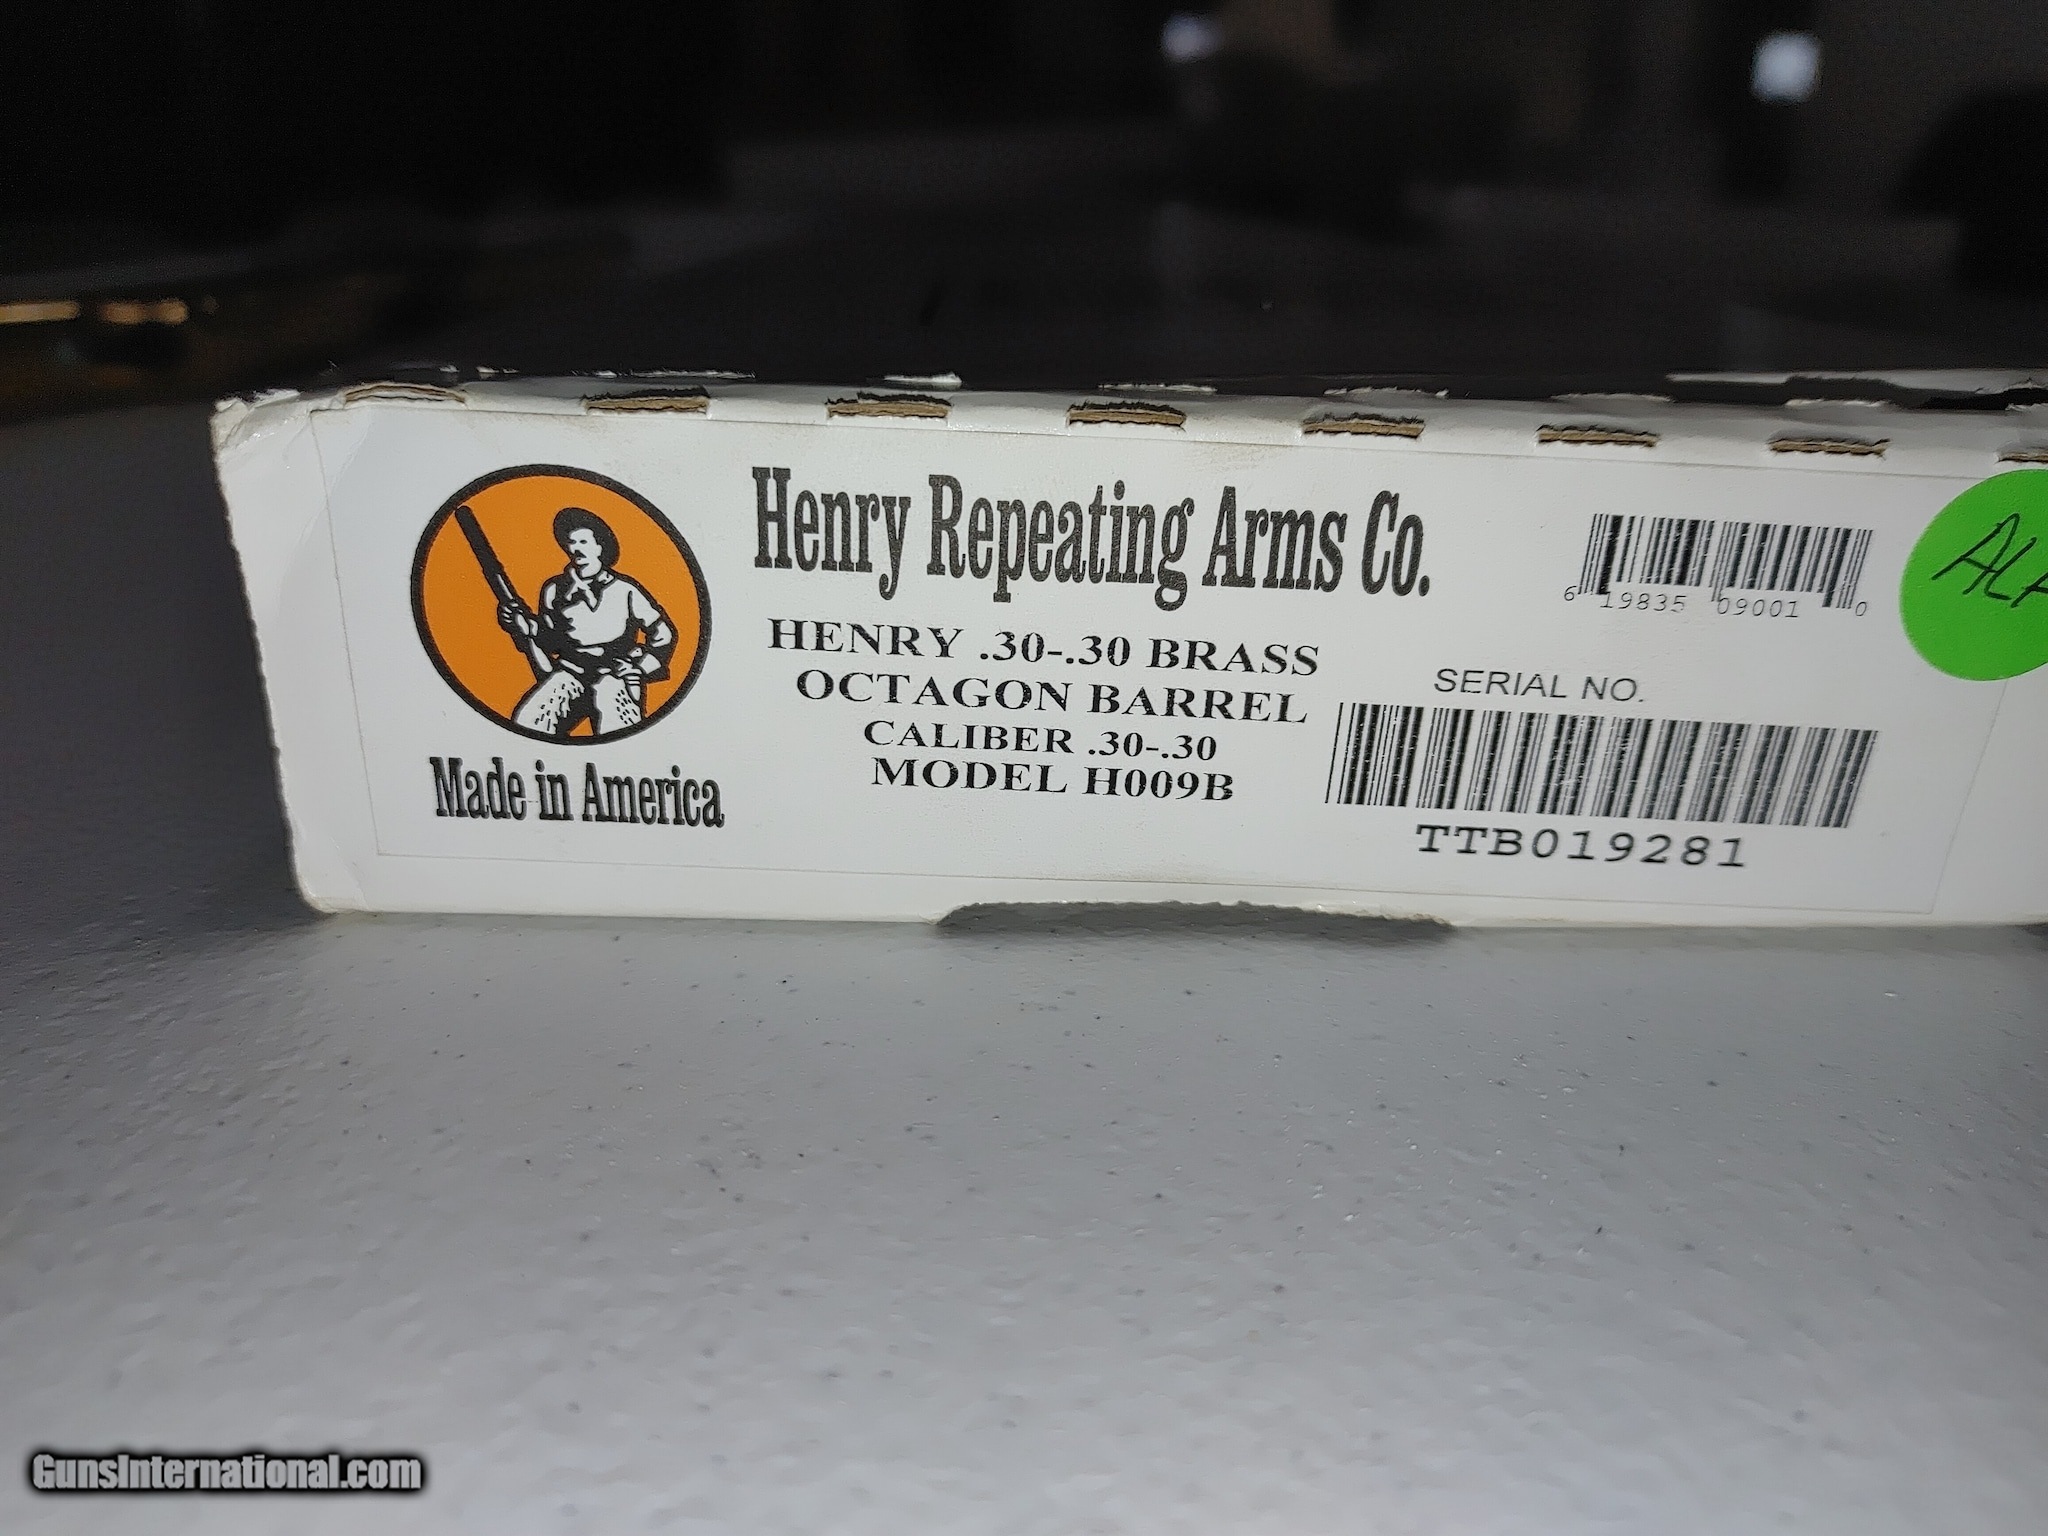 Henry Repeating Arms Co.
HENRY .30-.30 BRASS
OCTAGON BARREL
CALIBER .30-.30
MODEL H009B
Made in America
6 19835 09001 0
SERIAL NO.
TTB019281
GunsInternational.com